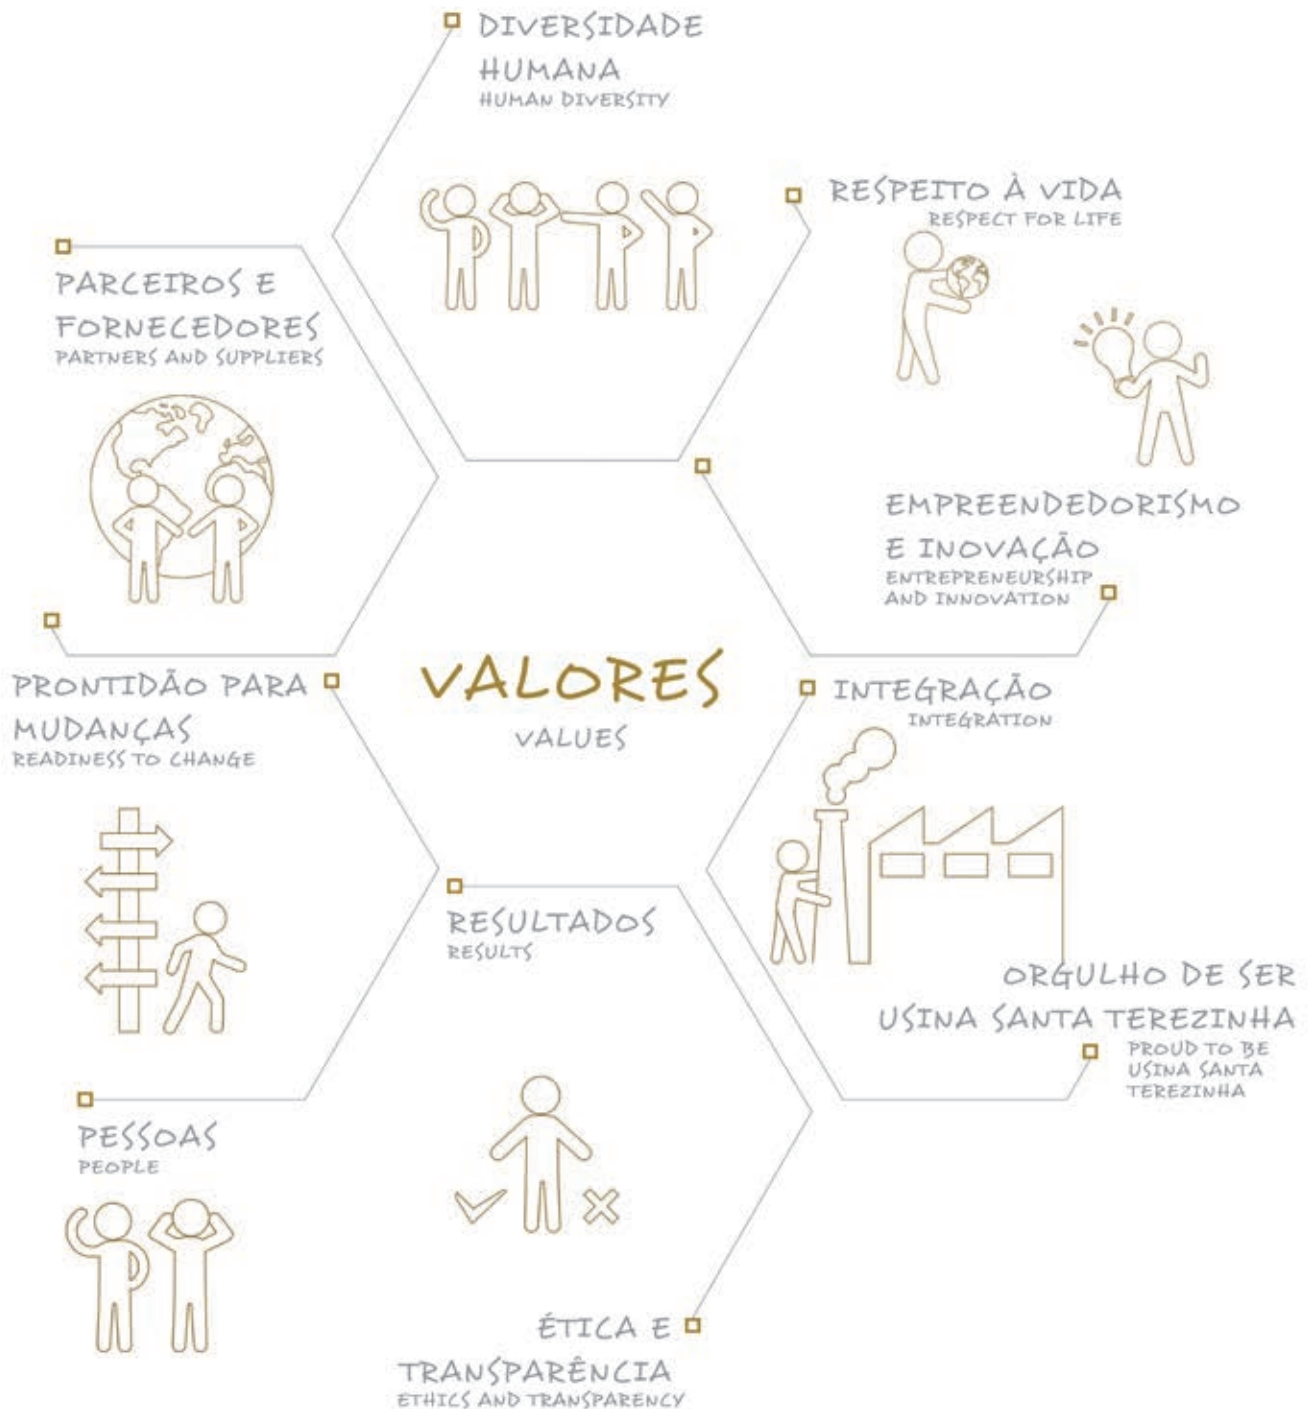 DIVERSIDADE
HUMANA
HUMAN DIVERSITY
RESPEITO À VIDA
RESPECT FOR LIFE
PARCEIROS E
FORNECEDORES
PARTNERS AND SUPPLIERS
EMPREENDEDORISMO
E INOVAÇÃO
ENTREPRENEURSHIP
AND INNOVATION
VALORES
VALUES
PRONTIDÃO PARA
MUDANÇAS
READINESS TO CHANGE
INTEGRAÇÃO
INTEGRATION
RESULTADOS
RESULTS
ORGULHO DE SER
USINA SANTA TEREZINHA
PROUD TO BE
USINA SANTA
TEREZINHA
PESSOAS
PEOPLE
ÉTICA E
TRANSPARÊNCIA
ETHICS AND TRANSPARENCY